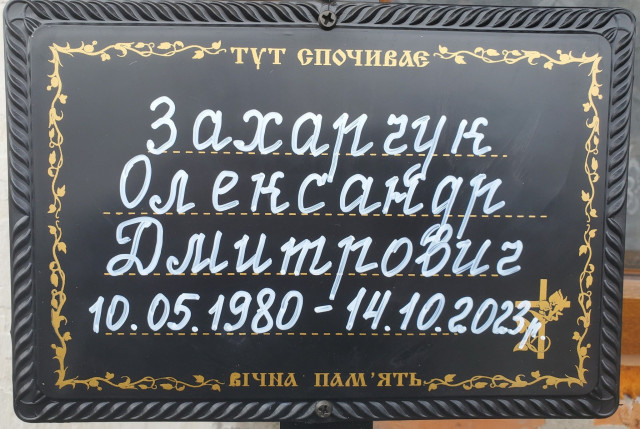 ТУТ СПОЧИВАЄ
Захарчук
Олександр
Дмитрович
10.05.1980 - 14.10.2023р.
ВІЧНА ПАМ'ЯТЬ